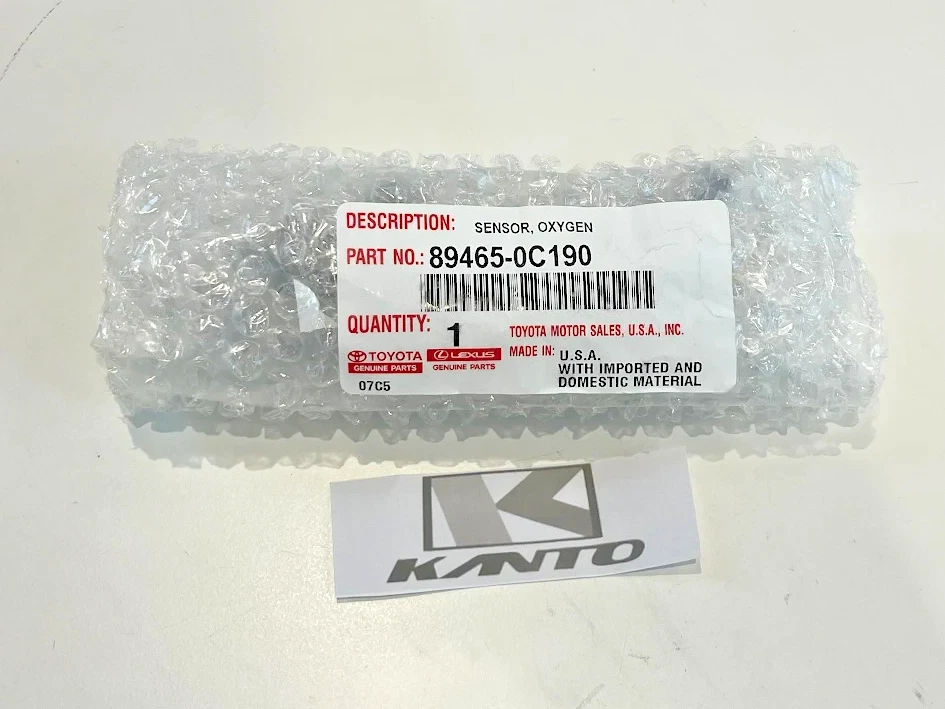 DESCRIPTION: SENSOR, OXYGEN
PART NO.: 89465-0C190
QUANTITY: 1
TOYOTA MOTOR SALES, U.S.A., INC.
TOYOTA
GENUINE PARTS
LEXUS
GENUINE PARTS
MADE IN: U.S.A.
WITH IMPORTED AND
DOMESTIC MATERIAL
07C5
K
KANTO